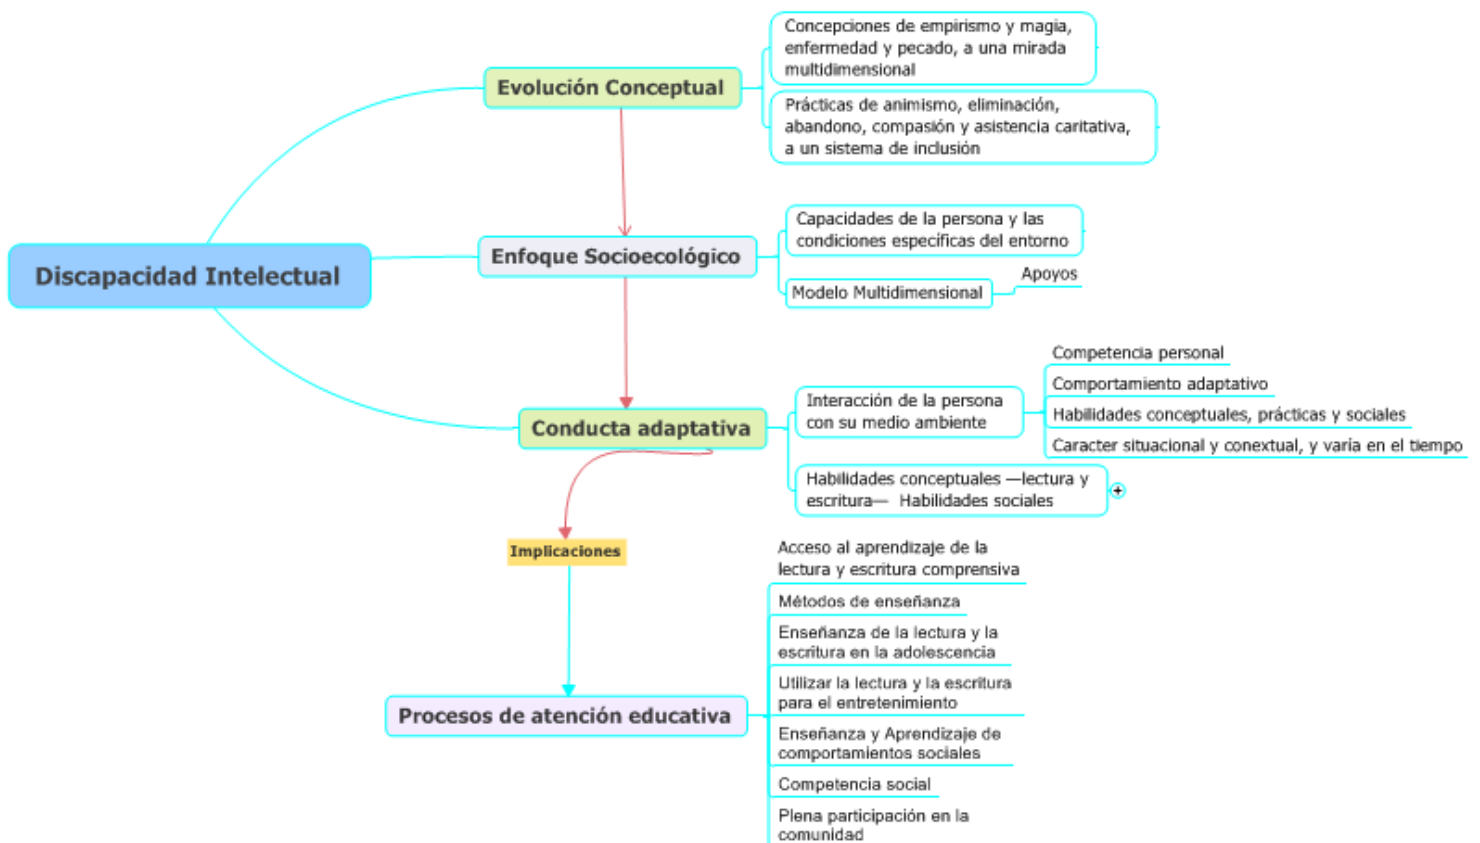 Concepciones de empirismo y magia,
enfermedad y pecado, a una mirada
multidimensional
Evolución Conceptual
Prácticas de animismo, eliminación,
abandono, compasión y asistencia caritativa,
a un sistema de inclusión
Capacidades de la persona y las
condiciones específicas del entorno
Enfoque Socioecológico
Discapacidad Intelectual
Apoyos
Modelo Multidimensional
Competencia personal
Comportamiento adaptativo
Interacción de la persona
con su medio ambiente
Habilidades conceptuales, prácticas y sociales
Conducta adaptativa
Caracter situacional y conextual, y varía en el tiempo
Habilidades conceptuales —lectura y
escritura— Habilidades sociales
Implicaciones
Acceso al aprendizaje de la
lectura y escritura comprensiva
Métodos de enseñanza
Enseñanza de la lectura y la
escritura en la adolescencia
Utilizar la lectura y la escritura
para el entretenimiento
Procesos de atención educativa
Enseñanza y Aprendizaje de
comportamientos sociales
Competencia social
Plena participación en la
comunidad